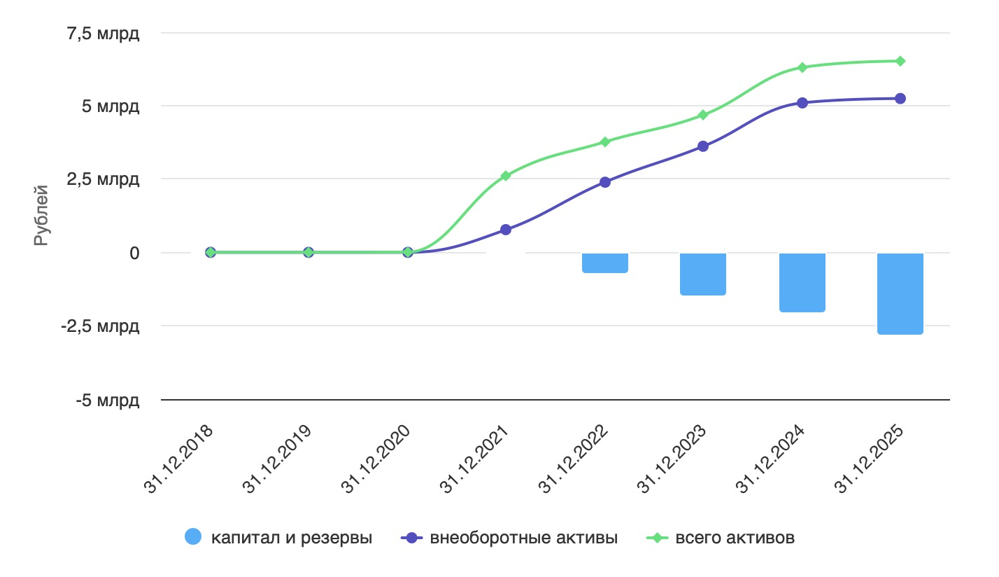 7,5 млрд
5 млрд
2,5 млрд
0
-2,5 млрд
-5 млрд
Рублей
31.12.2018
31.12.2019
31.12.2020
31.12.2021
31.12.2022
31.12.2023
31.12.2024
31.12.2025
капитал и резервы
внеоборотные активы
всего активов